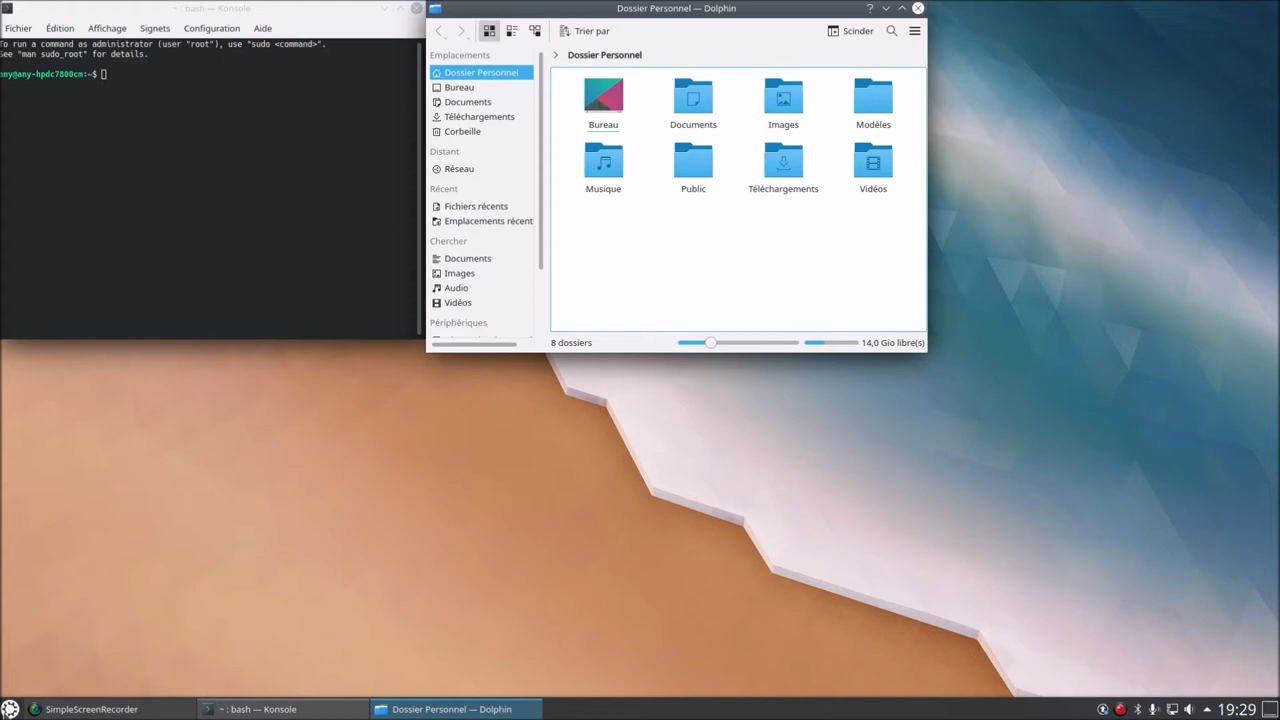 ~ : bash — Konsole
Fichier Édition Affichage Signets Configuration Aide
To run a command as administrator (user "root"), use "sudo <command>".
See "man sudo_root" for details.
any@any-hpdc7800cm:~$
Dossier Personnel — Dolphin
Trier par
Scinder
Emplacements
Dossier Personnel
Bureau
Documents
Téléchargements
Corbeille
Distant
Réseau
Récent
Fichiers récents
Emplacements récent
Chercher
Documents
Images
Audio
Vidéos
Périphériques
Dossier Personnel
Bureau Documents Images Modèles
Musique Public Téléchargements Vidéos
8 dossiers
14,0 Gio libre(s)
SimpleScreenRecorder
~ : bash — Konsole
Dossier Personnel — Dolphin
19:29